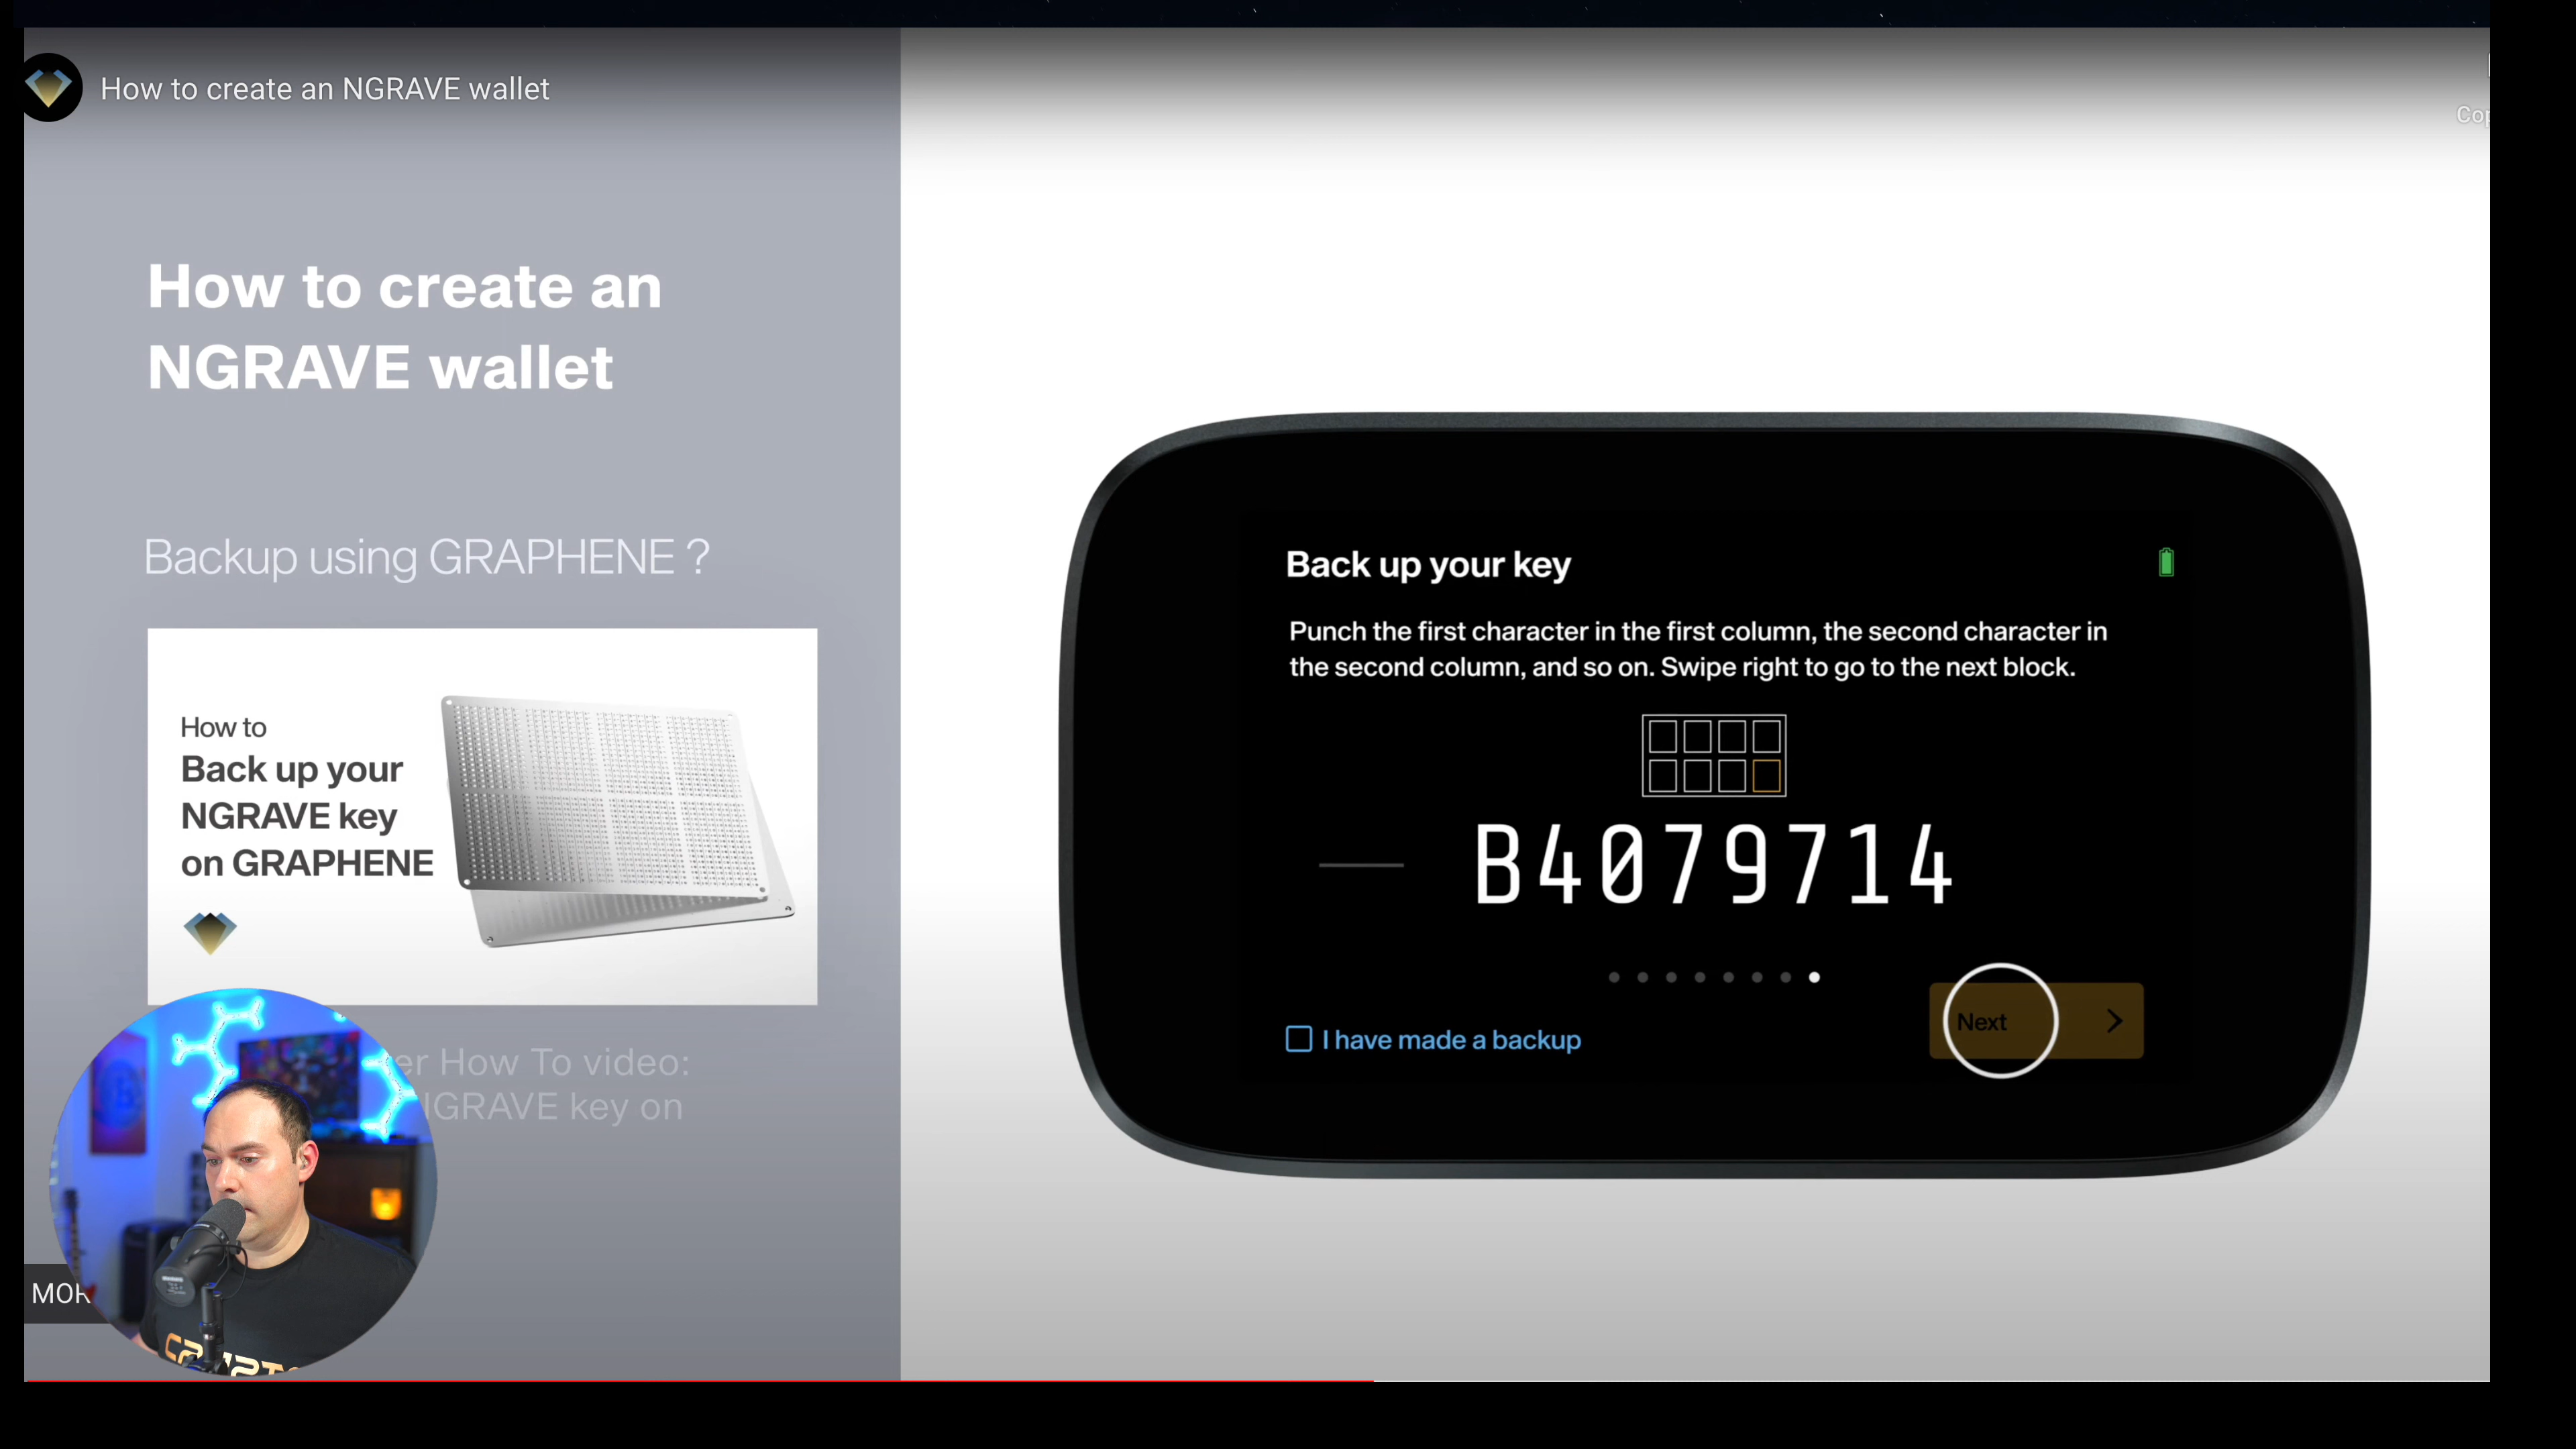 How to create an NGRAVE wallet
Cop
How to create an
NGRAVE wallet
Backup using GRAPHENE ?
How to
Back up your
NGRAVE key
on GRAPHENE
er How To video:
NGRAVE key on
MOR
Back up your key
Punch the first character in the first column, the second character in
the second column, and so on. Swipe right to go to the next block.
B4079714
I have made a backup
Next